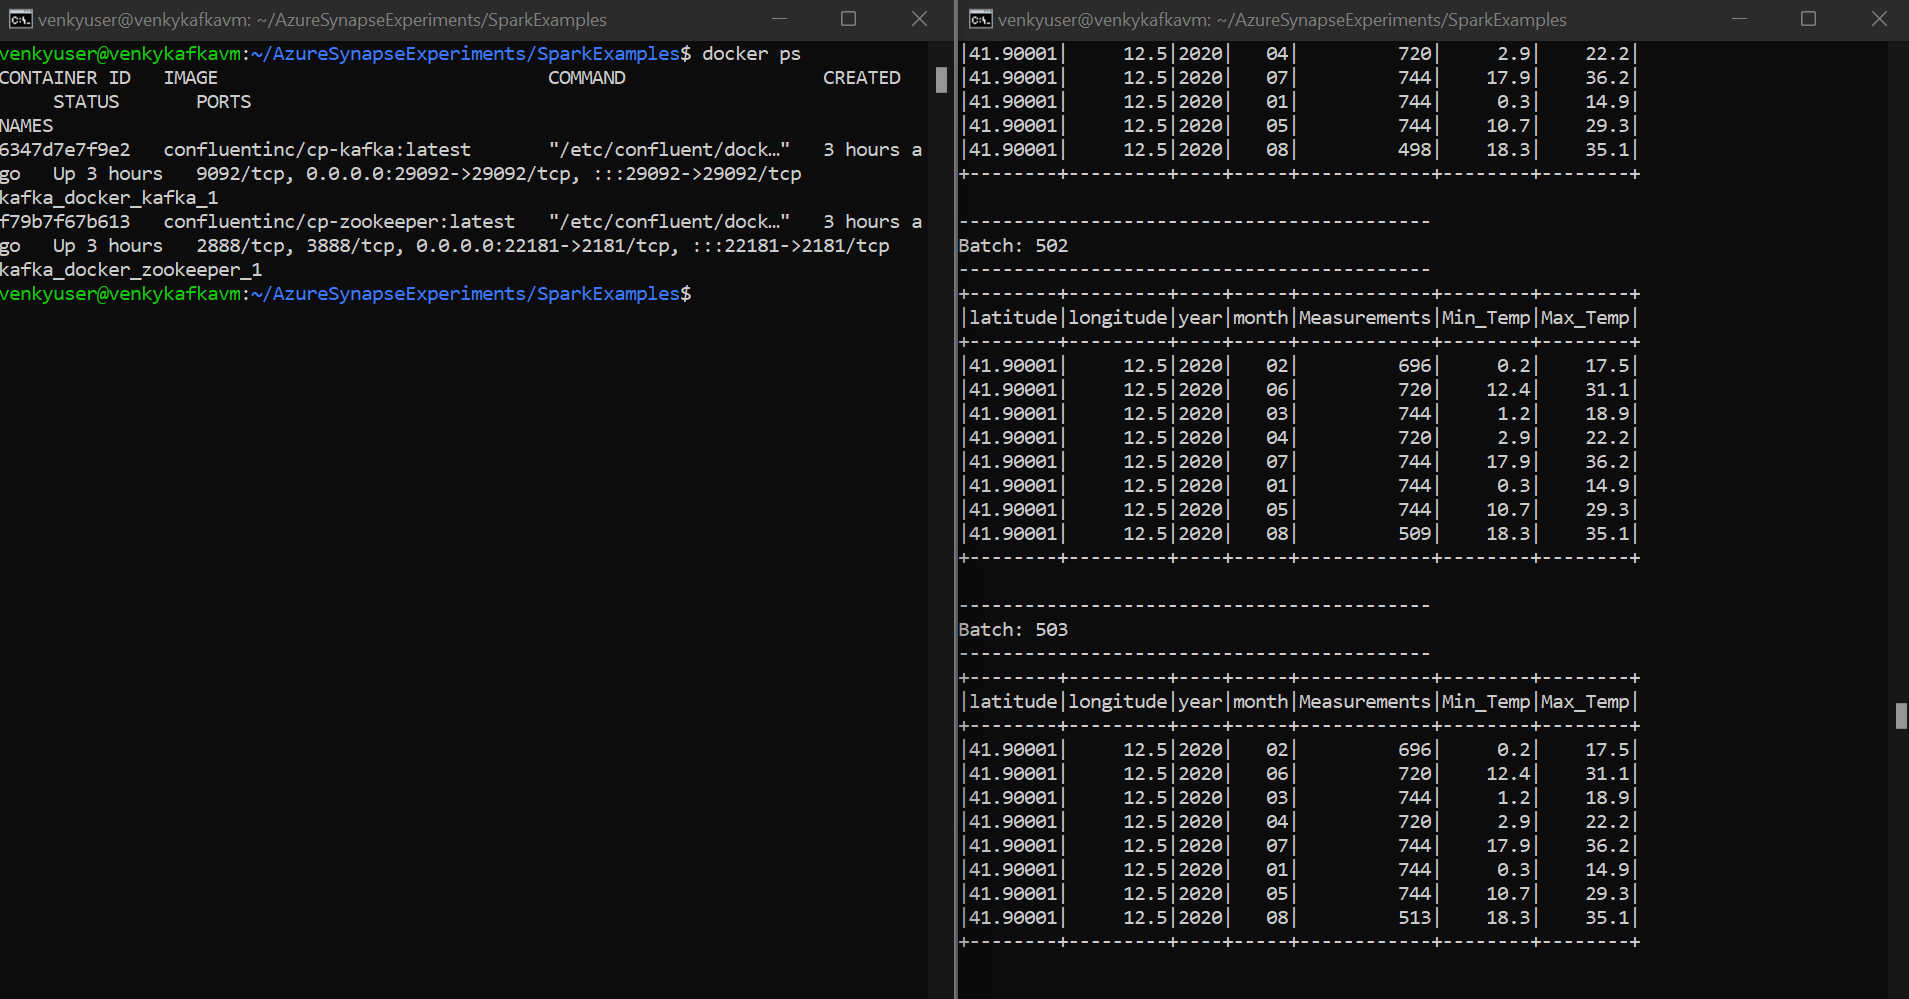 venkyuser@venkykafkavm: ~/AzureSynapseExperiments/SparkExamples
venkyuser@venkykafkavm:~/AzureSynapseExperiments/SparkExamples$ docker ps
CONTAINER ID   IMAGE                              COMMAND                  CREATED
     STATUS       PORTS
NAMES
6347d7e7f9e2   confluentinc/cp-kafka:latest       "/etc/confluent/dock…"   3 hours a
go   Up 3 hours   9092/tcp, 0.0.0.0:29092->29092/tcp, :::29092->29092/tcp
kafka_docker_kafka_1
f79b7f67b613   confluentinc/cp-zookeeper:latest   "/etc/confluent/dock…"   3 hours a
go   Up 3 hours   2888/tcp, 3888/tcp, 0.0.0.0:22181->2181/tcp, :::22181->2181/tcp
kafka_docker_zookeeper_1
venkyuser@venkykafkavm:~/AzureSynapseExperiments/SparkExamples$
venkyuser@venkykafkavm: ~/AzureSynapseExperiments/SparkExamples
|41.90001|     12.5|2020|   04|         720|     2.9|    22.2|
|41.90001|     12.5|2020|   07|         744|    17.9|    36.2|
|41.90001|     12.5|2020|   01|         744|     0.3|    14.9|
|41.90001|     12.5|2020|   05|         744|    10.7|    29.3|
|41.90001|     12.5|2020|   08|         498|    18.3|    35.1|
+--------+---------+----+-----+------------+--------+--------+
-------------------------------------------
Batch: 502
-------------------------------------------
+--------+---------+----+-----+------------+--------+--------+
|latitude|longitude|year|month|Measurements|Min_Temp|Max_Temp|
+--------+---------+----+-----+------------+--------+--------+
|41.90001|     12.5|2020|   02|         696|     0.2|    17.5|
|41.90001|     12.5|2020|   06|         720|    12.4|    31.1|
|41.90001|     12.5|2020|   03|         744|     1.2|    18.9|
|41.90001|     12.5|2020|   04|         720|     2.9|    22.2|
|41.90001|     12.5|2020|   07|         744|    17.9|    36.2|
|41.90001|     12.5|2020|   01|         744|     0.3|    14.9|
|41.90001|     12.5|2020|   05|         744|    10.7|    29.3|
|41.90001|     12.5|2020|   08|         509|    18.3|    35.1|
+--------+---------+----+-----+------------+--------+--------+
-------------------------------------------
Batch: 503
-------------------------------------------
+--------+---------+----+-----+------------+--------+--------+
|latitude|longitude|year|month|Measurements|Min_Temp|Max_Temp|
+--------+---------+----+-----+------------+--------+--------+
|41.90001|     12.5|2020|   02|         696|     0.2|    17.5|
|41.90001|     12.5|2020|   06|         720|    12.4|    31.1|
|41.90001|     12.5|2020|   03|         744|     1.2|    18.9|
|41.90001|     12.5|2020|   04|         720|     2.9|    22.2|
|41.90001|     12.5|2020|   07|         744|    17.9|    36.2|
|41.90001|     12.5|2020|   01|         744|     0.3|    14.9|
|41.90001|     12.5|2020|   05|         744|    10.7|    29.3|
|41.90001|     12.5|2020|   08|         513|    18.3|    35.1|
+--------+---------+----+-----+------------+--------+--------+